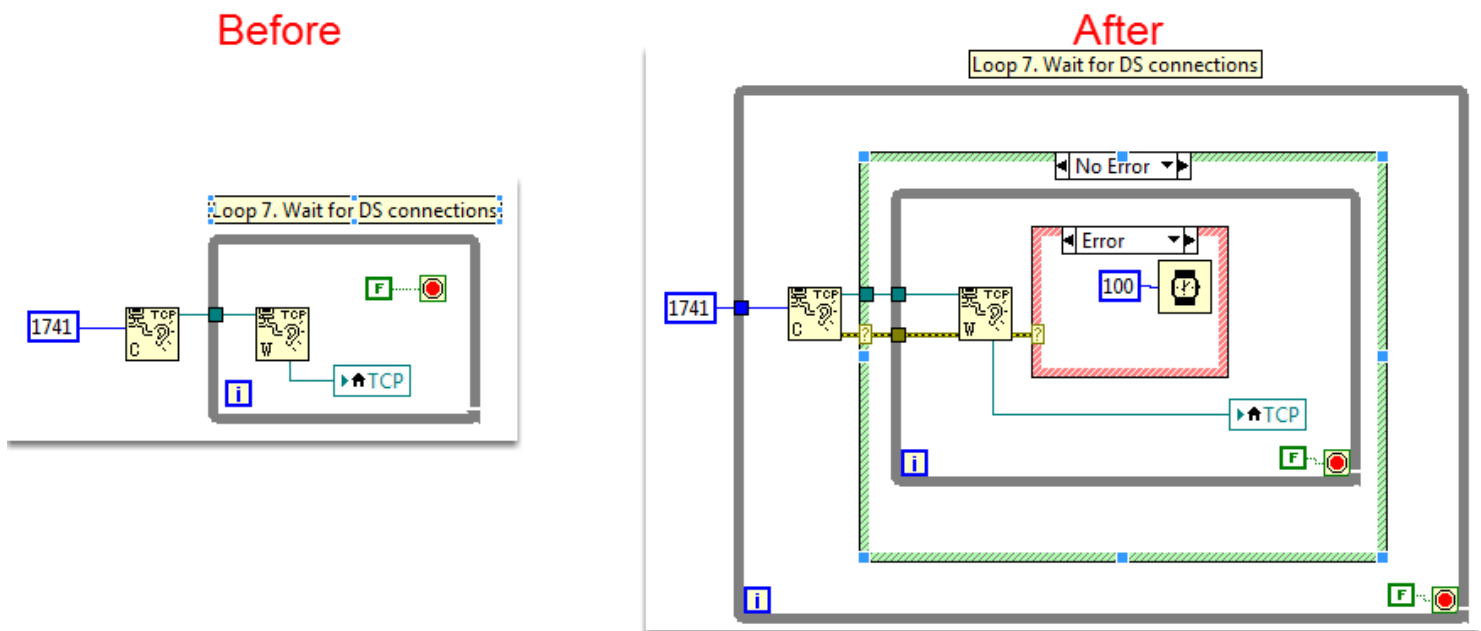 Before
Loop 7. Wait for DS connections
F
1741
TCP
C
TCP
W
TCP
i
After
Loop 7. Wait for DS connections
No Error
Error
100
1741
TCP
C
?
TCP
W
?
TCP
i
F
i
F